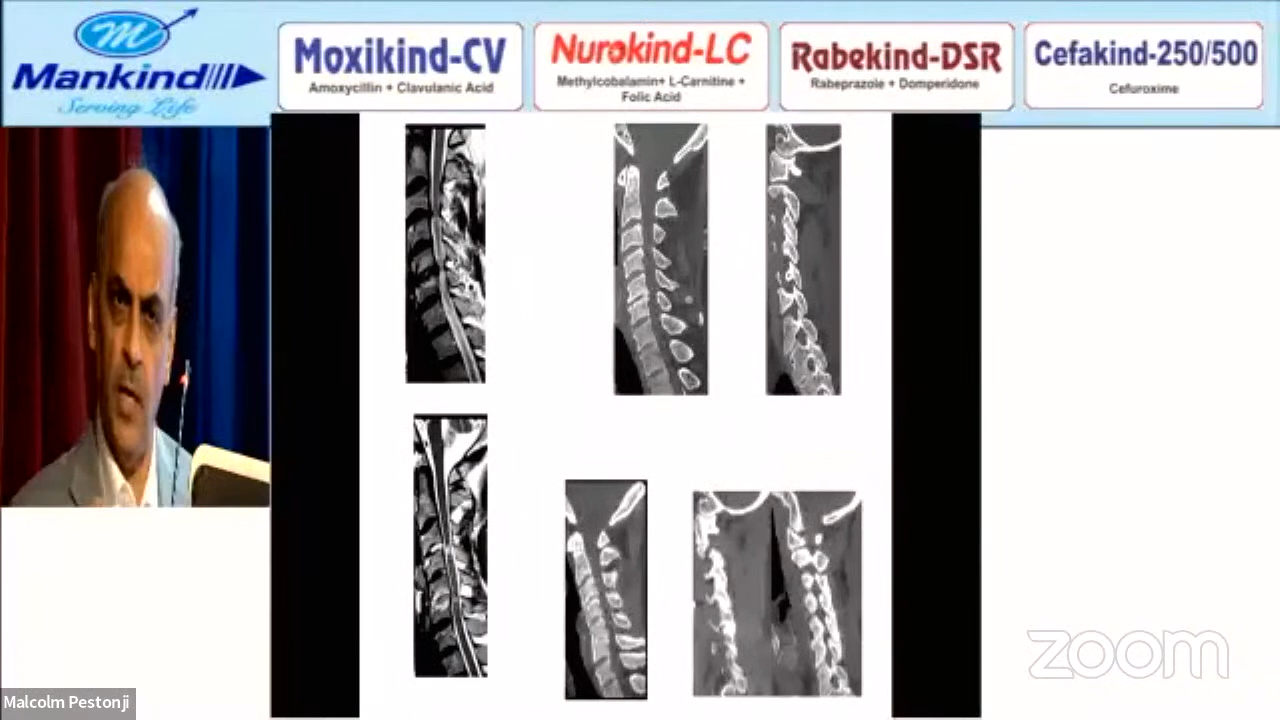 m
Mankind
Serving Life
Moxikind-CV
Amoxycillin + Clavulanic Acid
Nurokind-LC
Methylcobalamin+ L-Carnitine +
Folic Acid
Rabekind-DSR
Rabeprazole + Domperidone
Cefakind-250/500
Cefuroxime
zoom
Malcolm Pestonji